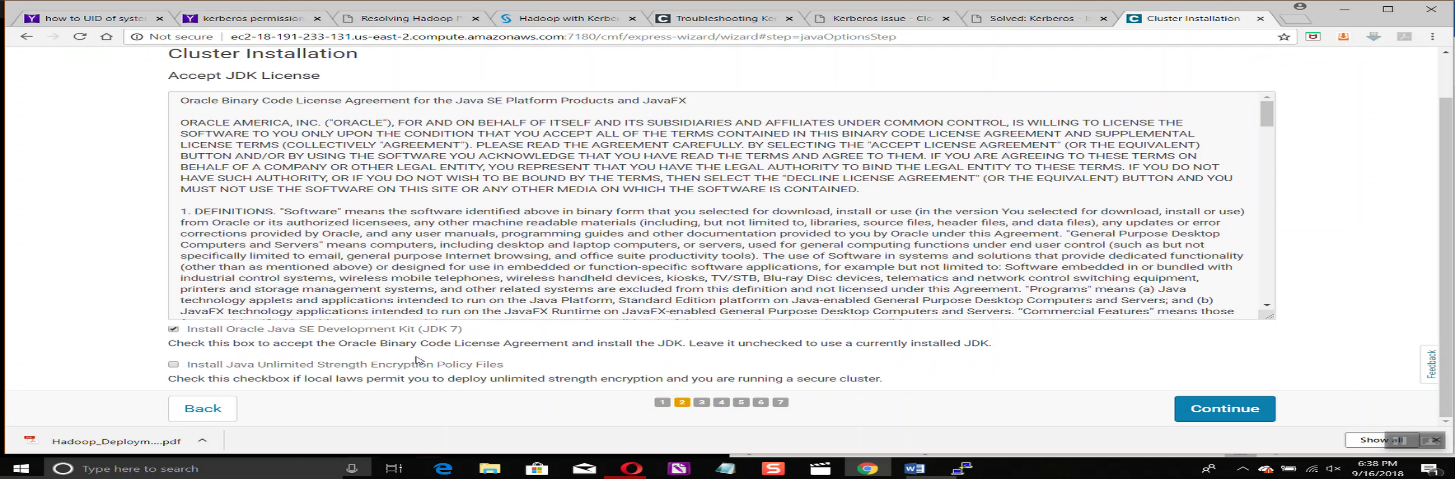 how to UID of syste
kerberos permission
Resolving Hadoop
Hadoop with Kerbe
Troubleshooting Ke
Kerberos issue - Clo
Solved: Kerberos
Cluster Installation
Not secure | ec2-18-191-233-131.us-east-2.compute.amazonaws.com:7180/cmf/express-wizard/wizard#step=javaOptionsStep
Cluster Installation
Accept JDK License
Oracle Binary Code License Agreement for the Java SE Platform Products and JavaFX
ORACLE AMERICA, INC. ("ORACLE"), FOR AND ON BEHALF OF ITSELF AND ITS SUBSIDIARIES AND AFFILIATES UNDER COMMON CONTROL, IS WILLING TO LICENSE THE
SOFTWARE TO YOU ONLY UPON THE CONDITION THAT YOU ACCEPT ALL OF THE TERMS CONTAINED IN THIS BINARY CODE LICENSE AGREEMENT AND SUPPLEMENTAL
LICENSE TERMS (COLLECTIVELY "AGREEMENT"). PLEASE READ THE AGREEMENT CAREFULLY. BY SELECTING THE "ACCEPT LICENSE AGREEMENT" (OR THE EQUIVALENT)
BUTTON AND/OR BY USING THE SOFTWARE YOU ACKNOWLEDGE THAT YOU HAVE READ THE TERMS AND AGREE TO THEM. IF YOU ARE AGREEING TO THESE TERMS ON
BEHALF OF A COMPANY OR OTHER LEGAL ENTITY, YOU REPRESENT THAT YOU HAVE THE LEGAL AUTHORITY TO BIND THE LEGAL ENTITY TO THESE TERMS. IF YOU DO NOT
HAVE SUCH AUTHORITY, OR IF YOU DO NOT WISH TO BE BOUND BY THE TERMS, THEN SELECT THE "DECLINE LICENSE AGREEMENT" (OR THE EQUIVALENT) BUTTON AND YOU
MUST NOT USE THE SOFTWARE ON THIS SITE OR ANY OTHER MEDIA ON WHICH THE SOFTWARE IS CONTAINED.
1. DEFINITIONS. "Software" means the software identified above in binary form that you selected for download, install or use (in the version You selected for download, install or use)
from Oracle or its authorized licensees, any other machine readable materials (including, but not limited to, libraries, source files, header files, and data files), any updates or error
corrections provided by Oracle, and any user manuals, programming guides and other documentation provided to you by Oracle under this Agreement. "General Purpose Desktop
Computers and Servers" means computers, including desktop and laptop computers, or servers, used for general computing functions under end user control (such as but not
specifically limited to email, general purpose Internet browsing, and office suite productivity tools). The use of Software in systems and solutions that provide dedicated functionality
(other than as mentioned above) or designed for use in embedded or function-specific software applications, for example but not limited to: Software embedded in or bundled with
industrial control systems, wireless mobile telephones, wireless handheld devices, kiosks, TV/STB, Blu-ray Disc devices, telematics and network control switching equipment,
printers and storage management systems, and other related systems are excluded from this definition and not licensed under this Agreement. "Programs" means (a) Java
technology applets and applications intended to run on the Java Platform, Standard Edition platform on Java-enabled General Purpose Desktop Computers and Servers; and (b)
JavaFX technology applications intended to run on the JavaFX Runtime on JavaFX-enabled General Purpose Desktop Computers and Servers. "Commercial Features" means those
Install Oracle Java SE Development Kit (JDK 7)
Check this box to accept the Oracle Binary Code License Agreement and install the JDK. Leave it unchecked to use a currently installed JDK.
Install Java Unlimited Strength Encryption Policy Files
Check this checkbox if local laws permit you to deploy unlimited strength encryption and you are running a secure cluster.
Feedback
Back
1 2 3 4 5 6 7
Continue
Hadoop_Deploym....pdf
Show all
Type here to search
6:38 PM
9/16/2018